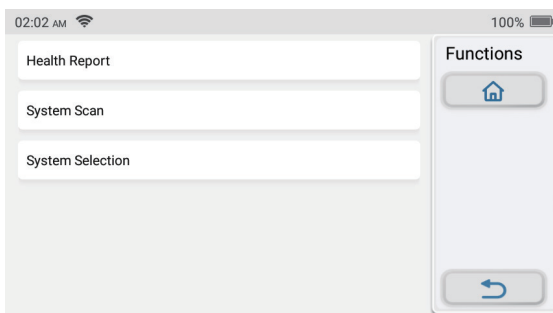 02:02 AM
100%
Health Report
System Scan
System Selection
Functions